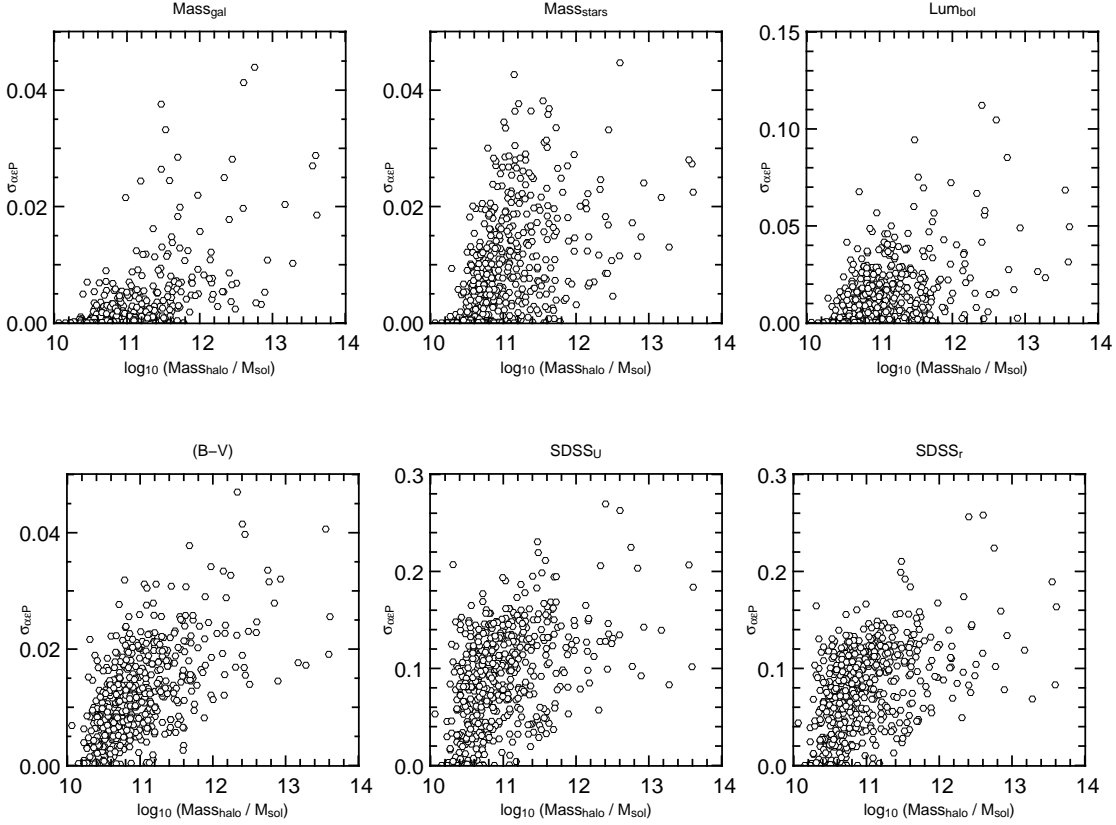 Mass_gal Mass_stars Lum_bol
σ_αεP σ_αεP σ_αεP
0.04 0.04 0.15
0.02 0.02 0.10
0.00 0.00 0.05
0.00
10 11 12 13 14 10 11 12 13 14 10 11 12 13 14
log₁₀ (Mass_halo / M_sol) log₁₀ (Mass_halo / M_sol) log₁₀ (Mass_halo / M_sol)
(B−V) SDSS_U SDSS_r
σ_αεP σ_αεP σ_αεP
0.04 0.3 0.3
0.02 0.2 0.2
0.00 0.1 0.1
0.0 0.0
10 11 12 13 14 10 11 12 13 14 10 11 12 13 14
log₁₀ (Mass_halo / M_sol) log₁₀ (Mass_halo / M_sol) log₁₀ (Mass_halo / M_sol)